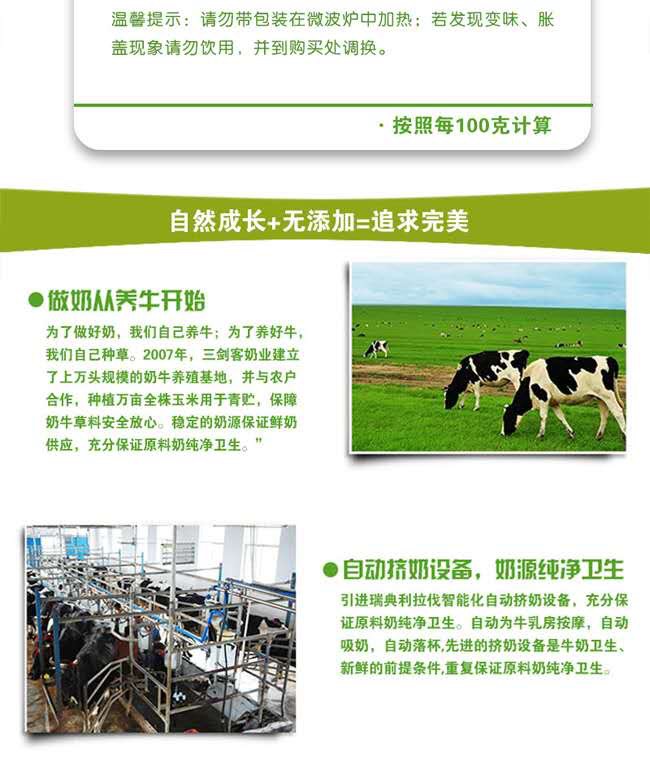 温馨提示：请勿带包装在微波炉中加热；若发现变味、胀
盖现象请勿饮用，并到购买处调换。
·按照每100克计算
自然成长+无添加=追求完美
●做奶从养牛开始
为了做好奶，我们自己养牛；为了养好牛，
我们自己种草。2007年，三剑客奶业建立
了上万头规模的奶牛养殖基地，并与农户
合作，种植万亩全株玉米用于青贮，保障
奶牛草料安全放心。稳定的奶源保证鲜奶
供应，充分保证原料奶纯净卫生。”
●自动挤奶设备，奶源纯净卫生
引进瑞典利拉伐智能化自动挤奶设备，充分保
证原料奶纯净卫生。自动为牛乳房按摩，自动
吸奶，自动落杯,先进的挤奶设备是牛奶卫生、
新鲜的前提条件,重复保证原料奶纯净卫生。